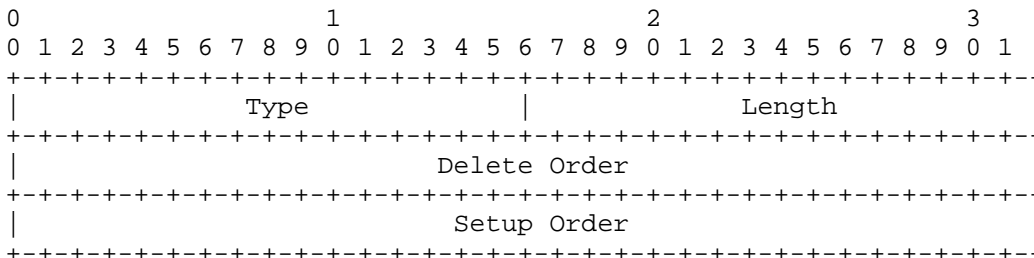 0                   1                   2                   3
0 1 2 3 4 5 6 7 8 9 0 1 2 3 4 5 6 7 8 9 0 1 2 3 4 5 6 7 8 9 0 1
+-+-+-+-+-+-+-+-+-+-+-+-+-+-+-+-+-+-+-+-+-+-+-+-+-+-+-+-+-+-+-+-
|              Type             |             Length
+-+-+-+-+-+-+-+-+-+-+-+-+-+-+-+-+-+-+-+-+-+-+-+-+-+-+-+-+-+-+-+-
|                          Delete Order
+-+-+-+-+-+-+-+-+-+-+-+-+-+-+-+-+-+-+-+-+-+-+-+-+-+-+-+-+-+-+-+-
|                           Setup Order
+-+-+-+-+-+-+-+-+-+-+-+-+-+-+-+-+-+-+-+-+-+-+-+-+-+-+-+-+-+-+-+-